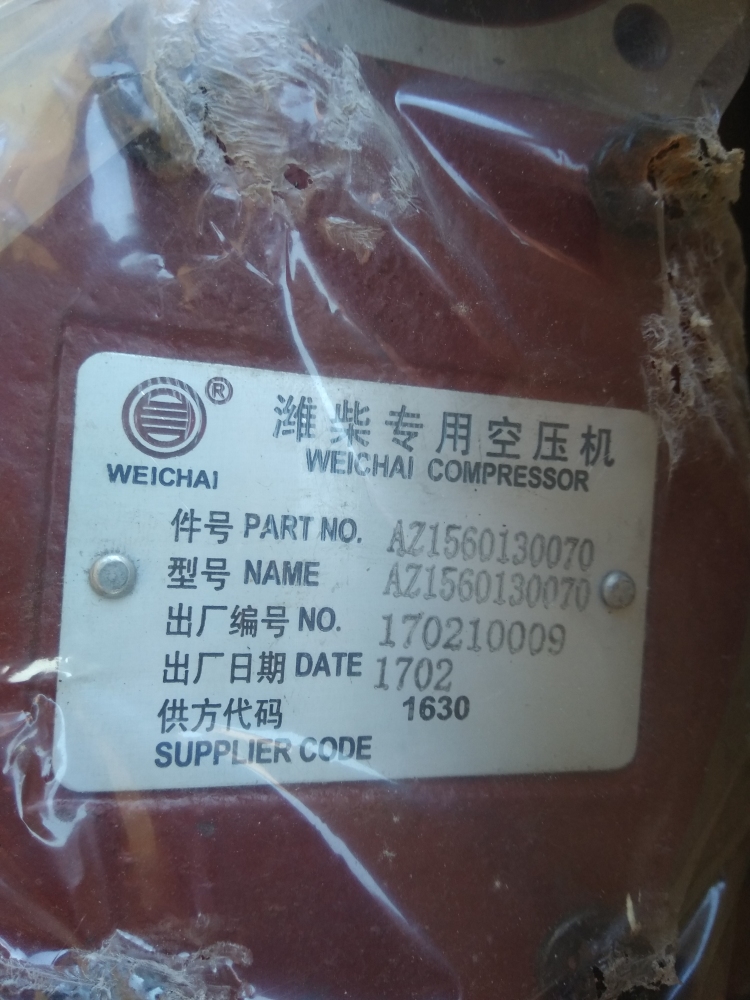 ®
WEICHAI
潍柴专用空压机
WEICHAI COMPRESSOR
件号 PART NO. AZ1560130070
型号 NAME AZ1560130070
出厂编号 NO. 170210009
出厂日期 DATE 1702
供方代码 1630
SUPPLIER CODE